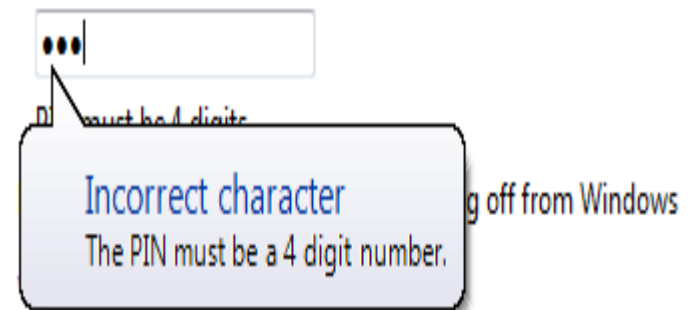 •••
must be 4 digits
Incorrect character
g off from Windows
The PIN must be a 4 digit number.